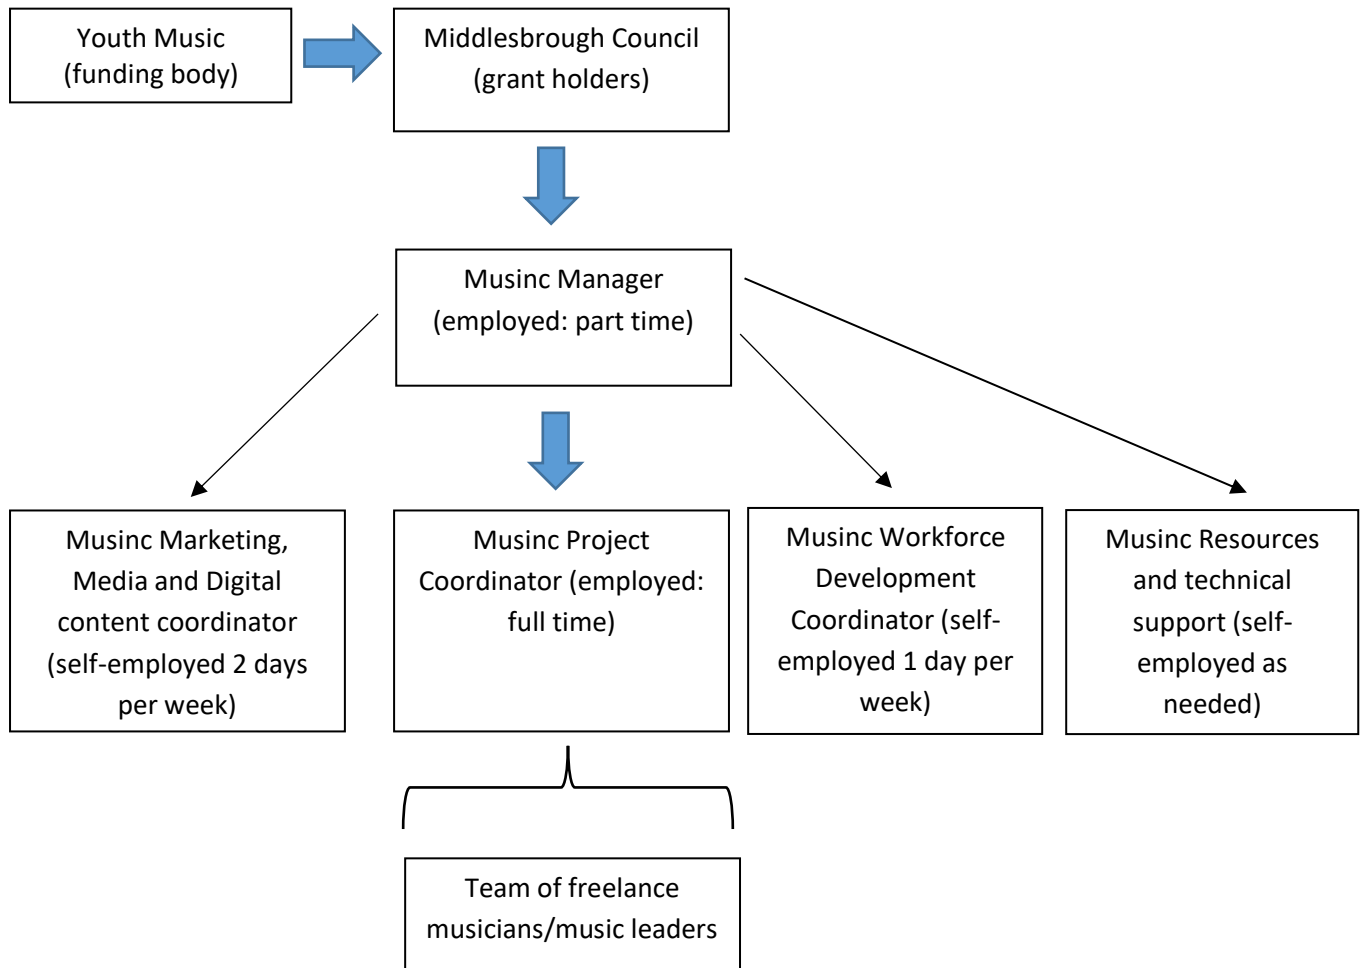 Youth Music
(funding body)
Middlesbrough Council
(grant holders)
Musinc Manager
(employed: part time)
Musinc Marketing,
Media and Digital
content coordinator
(self-employed 2 days
per week)
Musinc Project
Coordinator (employed:
full time)
Musinc Workforce
Development
Coordinator (self-
employed 1 day per
week)
Musinc Resources
and technical
support (self-
employed as
needed)
Team of freelance
musicians/music leaders